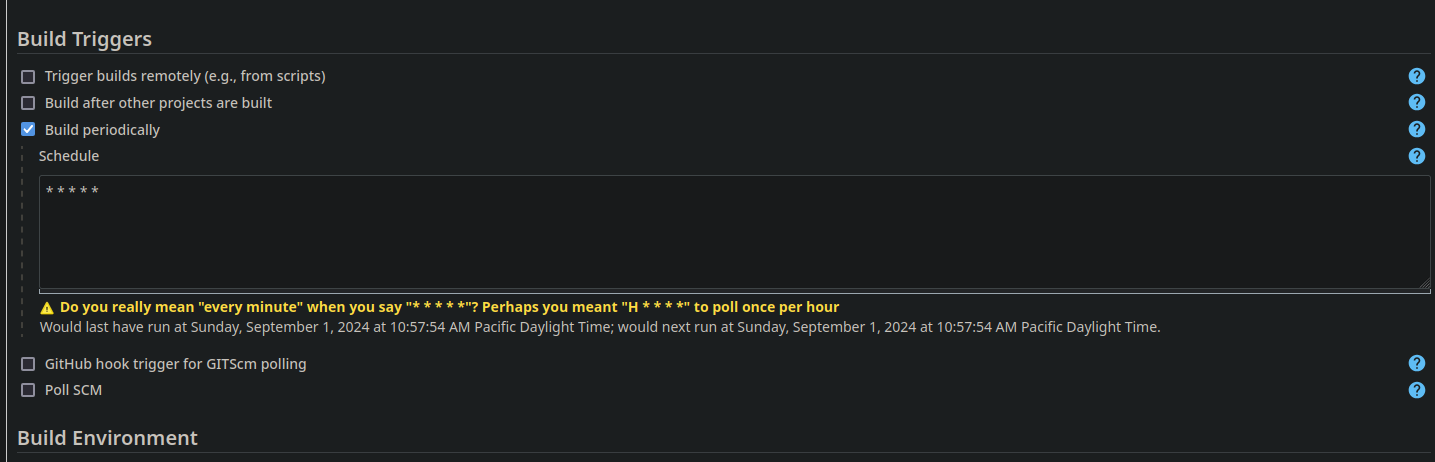 Build Triggers
Trigger builds remotely (e.g., from scripts)
?
Build after other projects are built
?
Build periodically
?
Schedule
?
* * * * *
Do you really mean "every minute" when you say "* * * * *"? Perhaps you meant "H * * * *" to poll once per hour
Would last have run at Sunday, September 1, 2024 at 10:57:54 AM Pacific Daylight Time; would next run at Sunday, September 1, 2024 at 10:57:54 AM Pacific Daylight Time.
GitHub hook trigger for GITScm polling
?
Poll SCM
?
Build Environment